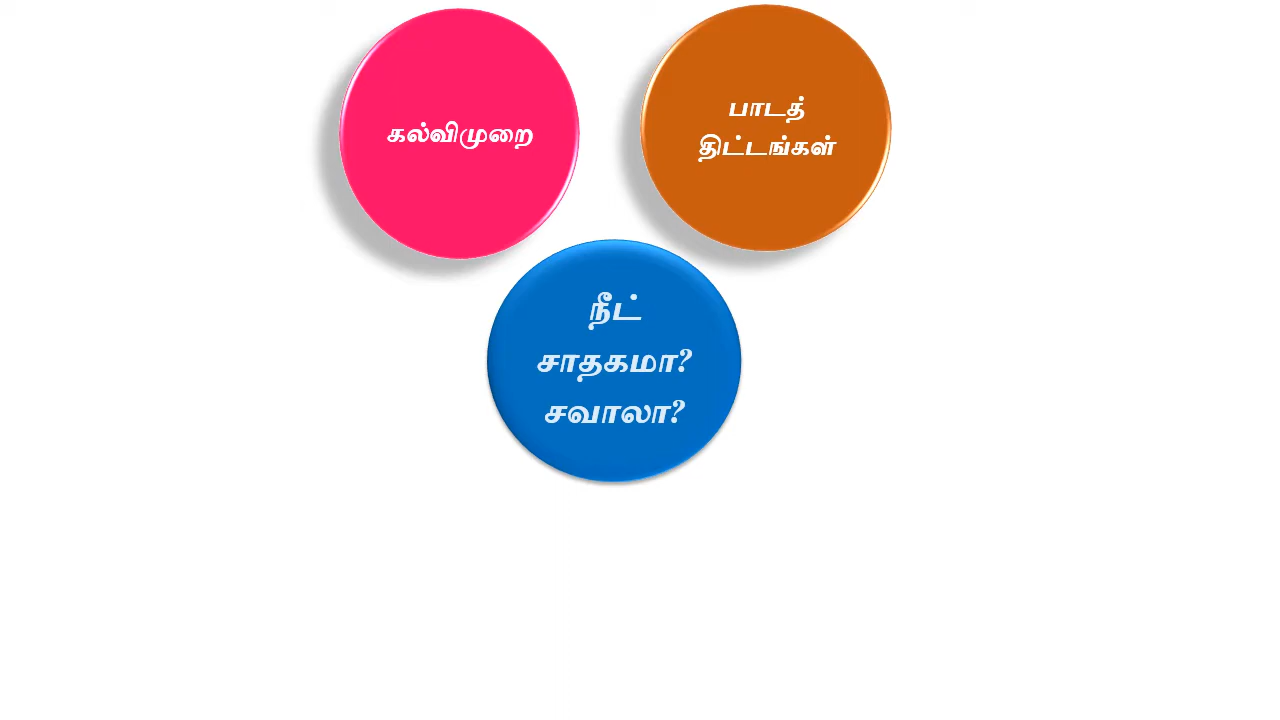 கல்விமுறை
பாடத்
திட்டங்கள்
நீட்
சாதகமா?
சவாலா?